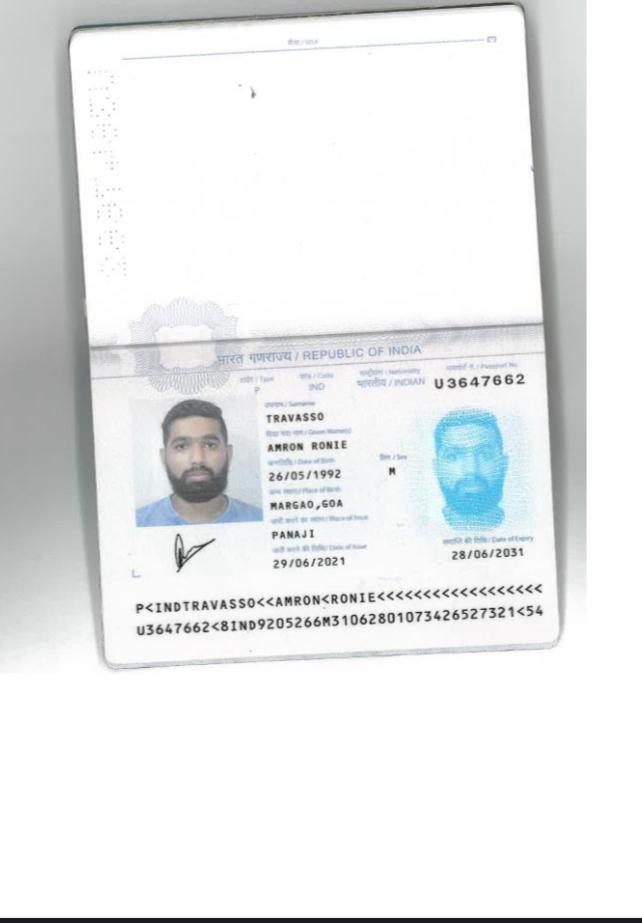 वीज़ा / VISA
3
भारत गणराज्य / REPUBLIC OF INDIA
टाईप / Type
कोड / Code
राष्ट्रीयता / Nationality
पासपोर्ट नं. / Passport No.
P
IND
भारतीय / INDIAN
U3647662
उपनाम / Surname
TRAVASSO
दिया गया नाम / Given Name(s)
AMRON RONIE
जन्मतिथि / Date of Birth
लिंग / Sex
26/05/1992
M
जन्म स्थान / Place of Birth
MARGAO,GOA
जारी करने का स्थान / Place of Issue
PANAJI
जारी करने की तिथि / Date of Issue
समाप्ति की तिथि / Date of Expiry
29/06/2021
28/06/2031
P<INDTRAVASSO<<AMRON<RONIE<<<<<<<<<<<<<<<<<<
U3647662<8IND9205266M31062801073426527321<54